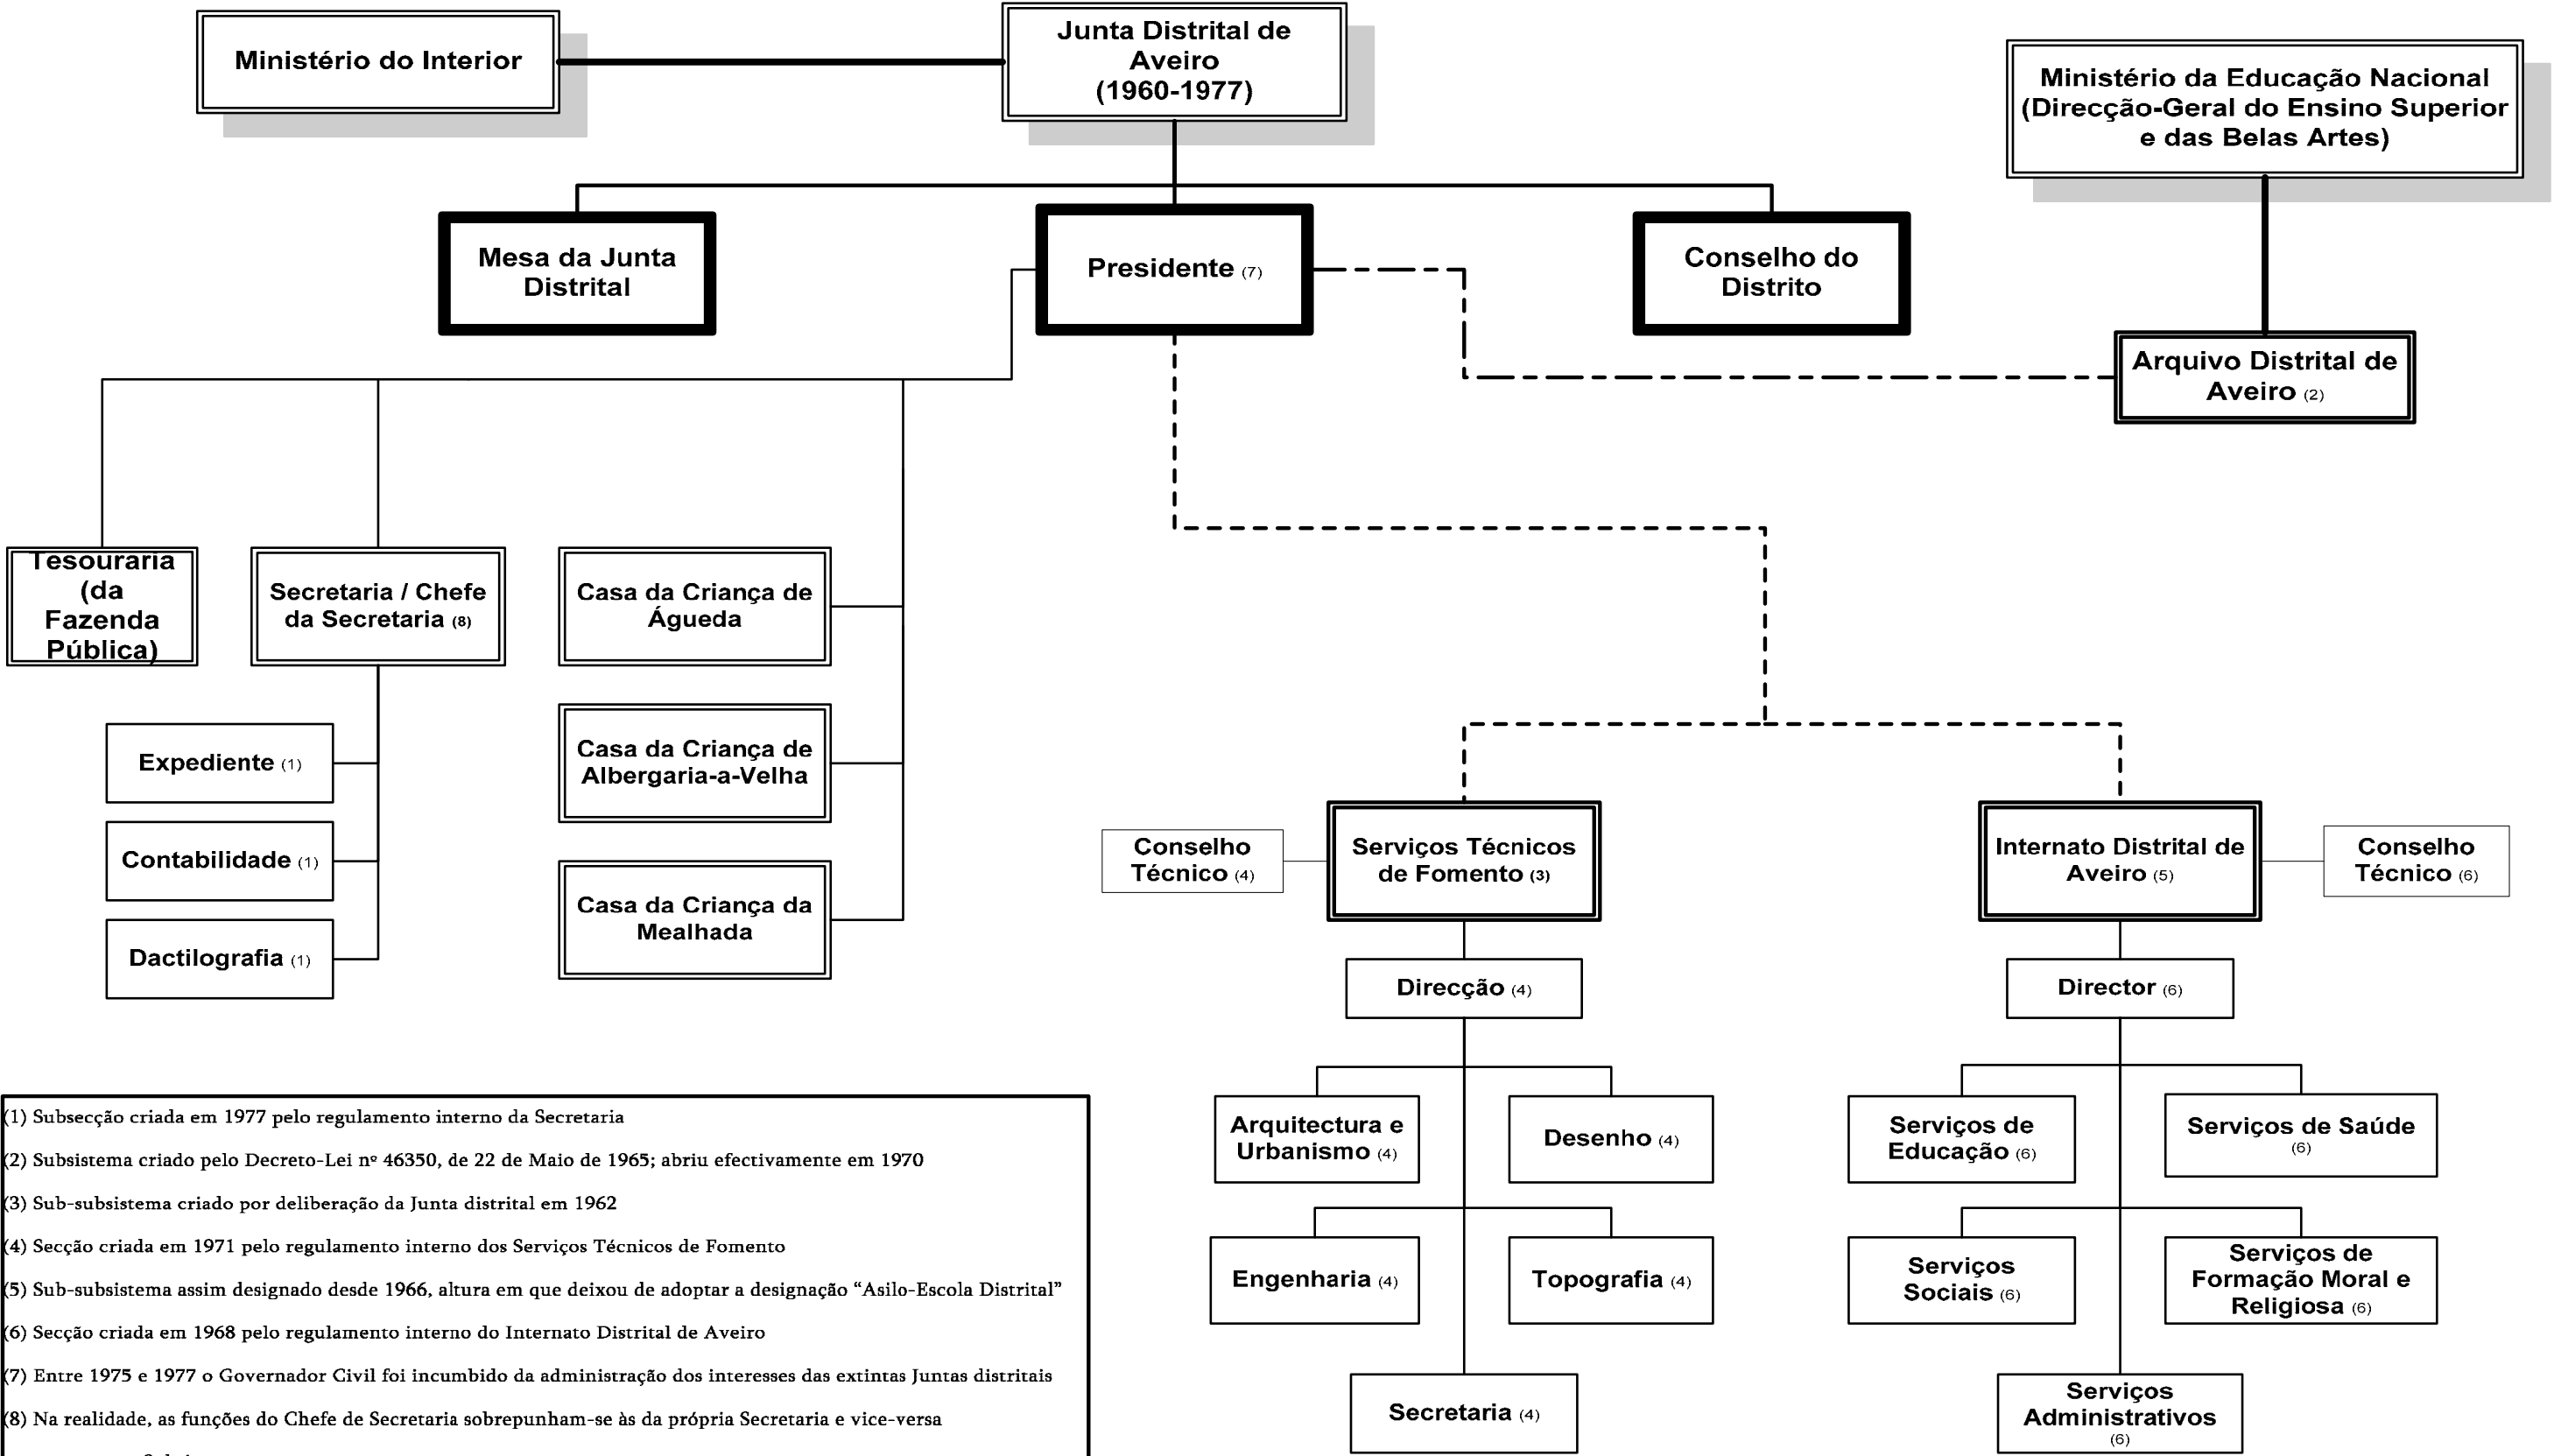 Ministério do Interior
Junta Distrital de
Aveiro
(1960-1977)
Ministério da Educação Nacional
(Direcção-Geral do Ensino Superior
e das Belas Artes)
Mesa da Junta
Distrital
Presidente (7)
Conselho do
Distrito
Arquivo Distrital de
Aveiro (2)
Tesouraria
(da
Fazenda
Pública)
Secretaria / Chefe
da Secretaria (8)
Casa da Criança de
Águeda
Expediente (1)
Contabilidade (1)
Dactilografia (1)
Casa da Criança de
Albergaria-a-Velha
Casa da Criança da
Mealhada
Conselho
Técnico (4)
Serviços Técnicos
de Fomento (3)
Internato Distrital de
Aveiro (5)
Conselho
Técnico (6)
Direcção (4)
Director (6)
Arquitectura e
Urbanismo (4)
Desenho (4)
Serviços de
Educação (6)
Serviços de Saúde
(6)
Engenharia (4)
Topografia (4)
Serviços
Sociais (6)
Serviços de
Formação Moral e
Religiosa (6)
Secretaria (4)
Serviços
Administrativos
(6)
(1) Subsecção criada em 1977 pelo regulamento interno da Secretaria
(2) Subsistema criado pelo Decreto-Lei nº 46350, de 22 de Maio de 1965; abriu efectivamente em 1970
(3) Sub-subsistema criado por deliberação da Junta distrital em 1962
(4) Secção criada em 1971 pelo regulamento interno dos Serviços Técnicos de Fomento
(5) Sub-subsistema assim designado desde 1966, altura em que deixou de adoptar a designação “Asilo-Escola Distrital”
(6) Secção criada em 1968 pelo regulamento interno do Internato Distrital de Aveiro
(7) Entre 1975 e 1977 o Governador Civil foi incumbido da administração dos interesses das extintas Juntas distritais
(8) Na realidade, as funções do Chefe de Secretaria sobrepunham-se às da própria Secretaria e vice-versa